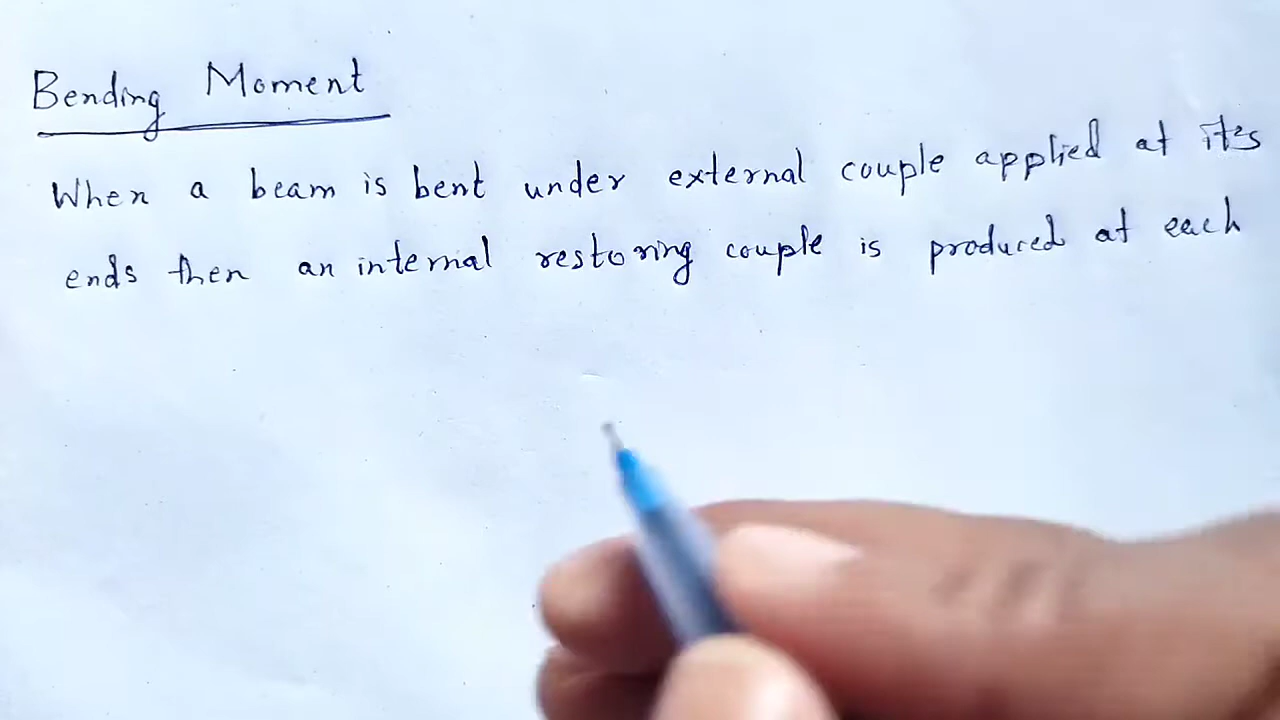 Bending Moment
When a beam is bent under external couple applied at it's
ends then an internal restoring couple is produced at each